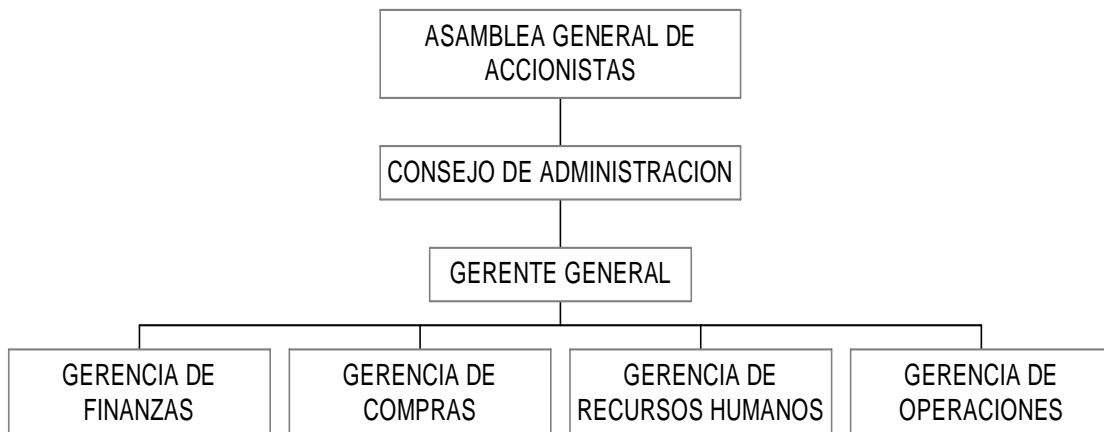 ASAMBLEA GENERAL DE
ACCIONISTAS
CONSEJO DE ADMINISTRACION
GERENTE GENERAL
GERENCIA DE
FINANZAS
GERENCIA DE
COMPRAS
GERENCIA DE
RECURSOS HUMANOS
GERENCIA DE
OPERACIONES